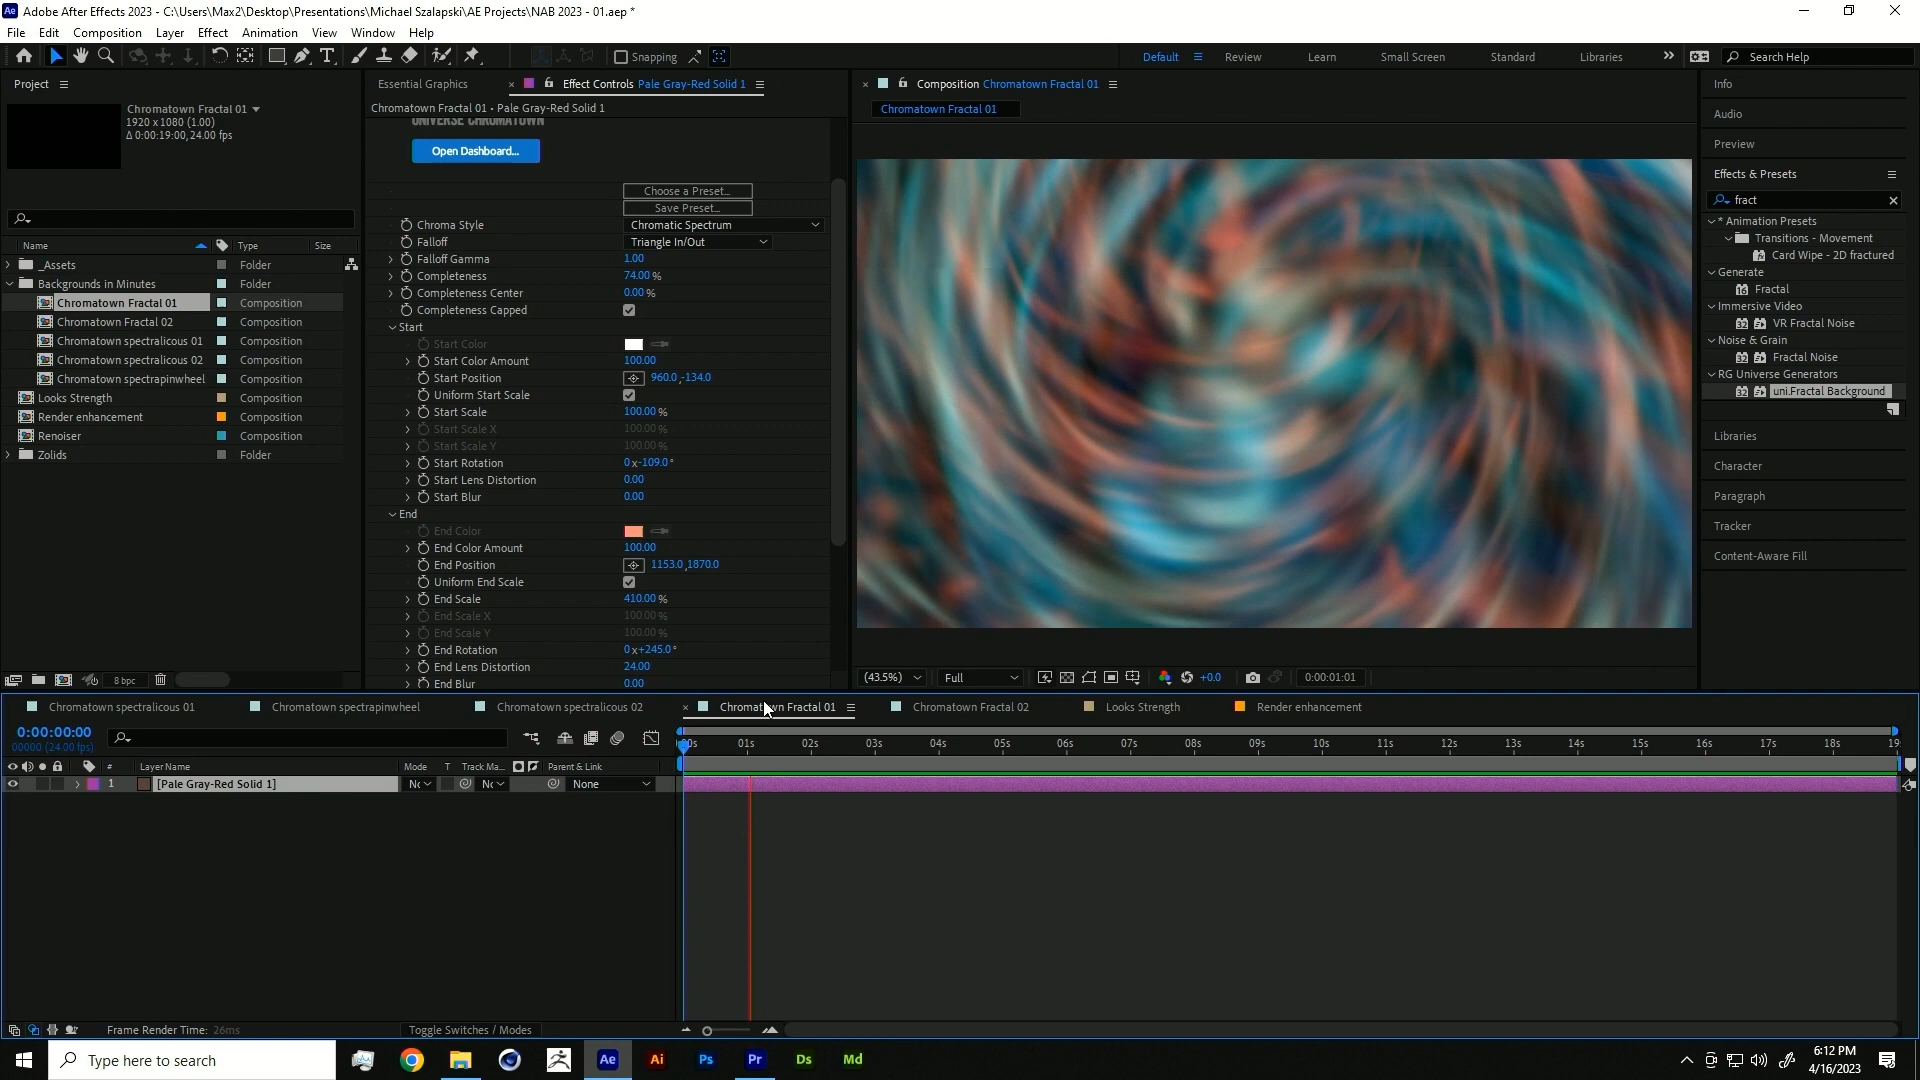 Adobe After Effects 2023 - C:\Users\Max2\Desktop\Presentations\Michael Szalapski\AE Projects\NAB 2023 - 01.aep *
File Edit Composition Layer Effect Animation View Window Help
Snapping
Default Review Learn Small Screen Standard Libraries Search Help
Project
Chromatown Fractal 01
1920 x 1080 (1.00)
Δ 0:00:19:00, 24.00 fps
Name Type Size
_Assets Folder
Backgrounds in Minutes Folder
Chromatown Fractal 01 Composition
Chromatown Fractal 02 Composition
Chromatown spectralicous 01 Composition
Chromatown spectralicous 02 Composition
Chromatown spectrapinwheel Composition
Looks Strength Composition
Render enhancement Composition
Renoiser Composition
Zolids Folder
8 bpc
Essential Graphics Effect Controls Pale Gray-Red Solid 1
Chromatown Fractal 01 • Pale Gray-Red Solid 1
UNIVERSE CHROMATOWN
Open Dashboard...
Choose a Preset...
Save Preset...
Chroma Style Chromatic Spectrum
Falloff Triangle In/Out
Falloff Gamma 1.00
Completeness 74.00 %
Completeness Center 0.00 %
Completeness Capped
Start
Start Color
Start Color Amount 100.00
Start Position 960.0 ,-134.0
Uniform Start Scale
Start Scale 100.00 %
Start Scale X 100.00 %
Start Scale Y 100.00 %
Start Rotation 0 x-109.0 °
Start Lens Distortion 0.00
Start Blur 0.00
End
End Color
End Color Amount 100.00
End Position 1153.0 ,1870.0
Uniform End Scale
End Scale 410.00 %
End Scale X 100.00 %
End Scale Y 100.00 %
End Rotation 0 x+245.0 °
End Lens Distortion 24.00
End Blur 0.00
Composition Chromatown Fractal 01
Chromatown Fractal 01
(43.5%) Full +0.0 0:00:01:01
Info
Audio
Preview
Effects & Presets
fract
* Animation Presets
Transitions - Movement
Card Wipe - 2D fractured
Generate
16 Fractal
Immersive Video
32 VR Fractal Noise
Noise & Grain
32 Fractal Noise
RG Universe Generators
32 uni.Fractal Background
Libraries
Character
Paragraph
Tracker
Content-Aware Fill
Chromatown spectralicous 01 Chromatown spectrapinwheel Chromatown spectralicous 02 Chromatown Fractal 01 Chromatown Fractal 02 Looks Strength Render enhancement
0:00:00:00
00000 (24.00 fps)
00s 01s 02s 03s 04s 05s 06s 07s 08s 09s 10s 11s 12s 13s 14s 15s 16s 17s 18s 19s
# Layer Name Mode T Track Ma... Parent & Link
1 [Pale Gray-Red Solid 1] Nc Nc None
Frame Render Time: 26ms Toggle Switches / Modes
Type here to search Ae Ai Ps Pr Ds Md
6:12 PM
4/16/2023